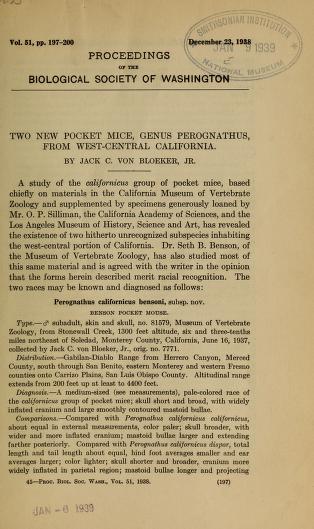 Vol. 51, pp. 197-200
December 23, 1938
SMITHSONIAN INSTITUTION
JAN 9 1939
NATIONAL MUSEUM
PROCEEDINGS
OF THE
BIOLOGICAL SOCIETY OF WASHINGTON
TWO NEW POCKET MICE, GENUS PEROGNATHUS,
FROM WEST-CENTRAL CALIFORNIA.
BY JACK C. VON BLOEKER, JR.
A study of the californicus group of pocket mice, based
chiefly on materials in the California Museum of Vertebrate
Zoology and supplemented by specimens generously loaned by
Mr. O. P. Silliman, the California Academy of Sciences, and the
Los Angeles Museum of History, Science and Art, has revealed
the existence of two hitherto unrecognized subspecies inhabiting
the west-central portion of California. Dr. Seth B. Benson, of
the Museum of Vertebrate Zoology, has also studied most of
this same material and is agreed with the writer in the opinion
that the forms herein described merit racial recognition. The
two races may be known and diagnosed as follows:
Perognathus californicus bensoni, subsp. nov.
BENSON POCKET MOUSE.
Type.—♂ subadult, skin and skull, no. 81579, Museum of Vertebrate
Zoology, from Stonewall Creek, 1300 feet altitude, six and three-tenths
miles northeast of Soledad, Monterey County, California, June 16, 1937,
collected by Jack C. von Bloeker, Jr., orig. no. 7771.
Distribution.—Gabilan-Diablo Range from Herrero Canyon, Merced
County, south through San Benito, eastern Monterey and western Fresno
counties onto Carrizo Plains, San Luis Obispo County. Altitudinal range
extends from 200 feet up at least to 4400 feet.
Diagnosis.—A medium-sized (see measurements), pale-colored race of
the californicus group of pocket mice; skull short and broad, with widely
inflated cranium and large smoothly contoured mastoid bullae.
Comparisons.—Compared with Perognathus californicus californicus,
about equal in external measurements, color paler; skull broader, with
wider and more inflated cranium; mastoid bullae larger and extending
farther posteriorly. Compared with Perognathus californicus dispar, total
length and tail length about equal, hind foot averages smaller and ear
averages larger; color lighter; skull shorter and broader, cranium more
widely inflated in parietal region; mastoid bullae longer and projecting
45—Proc. Biol. Soc. Wash., Vol. 51, 1938.
(197)
JAN -6 1939